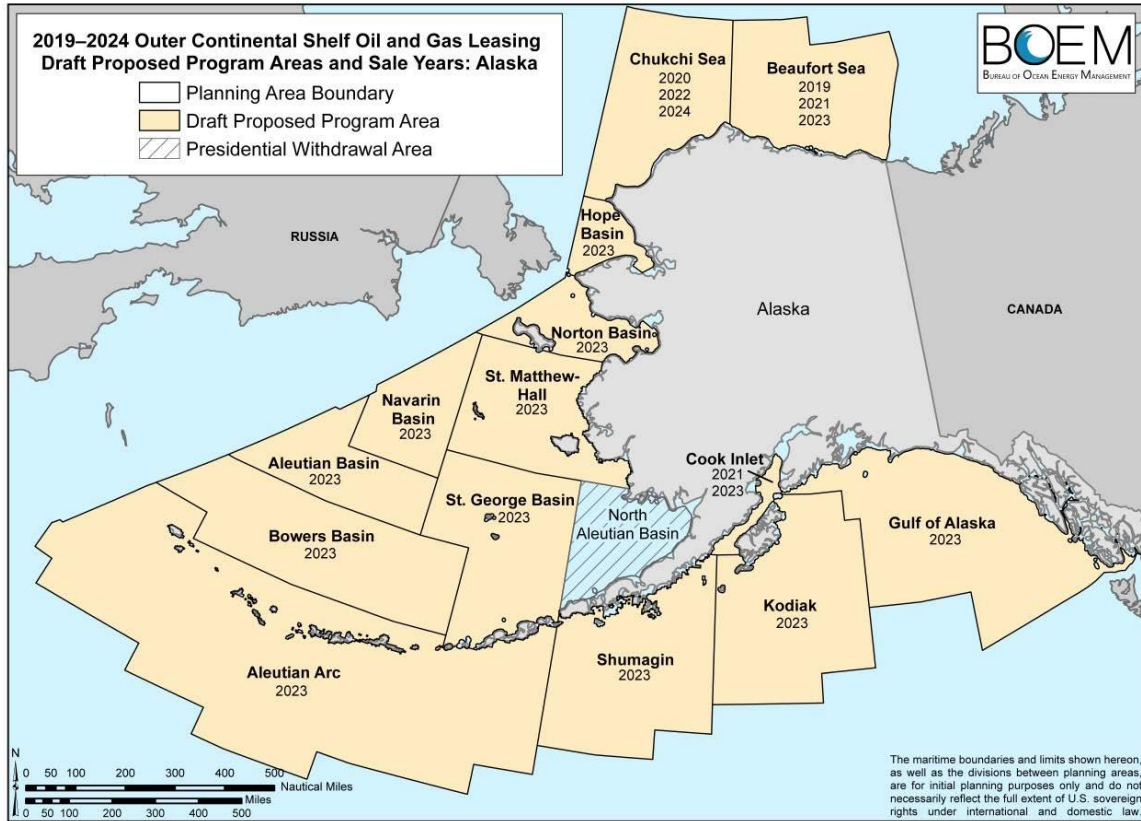 2019–2024 Outer Continental Shelf Oil and Gas Leasing
Draft Proposed Program Areas and Sale Years: Alaska
Planning Area Boundary
Draft Proposed Program Area
Presidential Withdrawal Area
BOEM
BUREAU OF OCEAN ENERGY MANAGEMENT
Chukchi Sea
2020
2022
2024
Beaufort Sea
2019
2021
2023
Hope
Basin
2023
RUSSIA
Alaska
CANADA
Norton Basin
2023
St. Matthew-
Hall
2023
Navarin
Basin
2023
Aleutian Basin
2023
Cook Inlet
2021
2023
St. George Basin
2023
North
Aleutian Basin
Gulf of Alaska
2023
Bowers Basin
2023
Kodiak
2023
Shumagin
2023
Aleutian Arc
2023
N
0 50 100 200 300 400 500
Nautical Miles
Miles
0 50 100 200 300 400 500
The maritime boundaries and limits shown hereon,
as well as the divisions between planning areas,
are for initial planning purposes only and do not
necessarily reflect the full extent of U.S. sovereign
rights under international and domestic law.